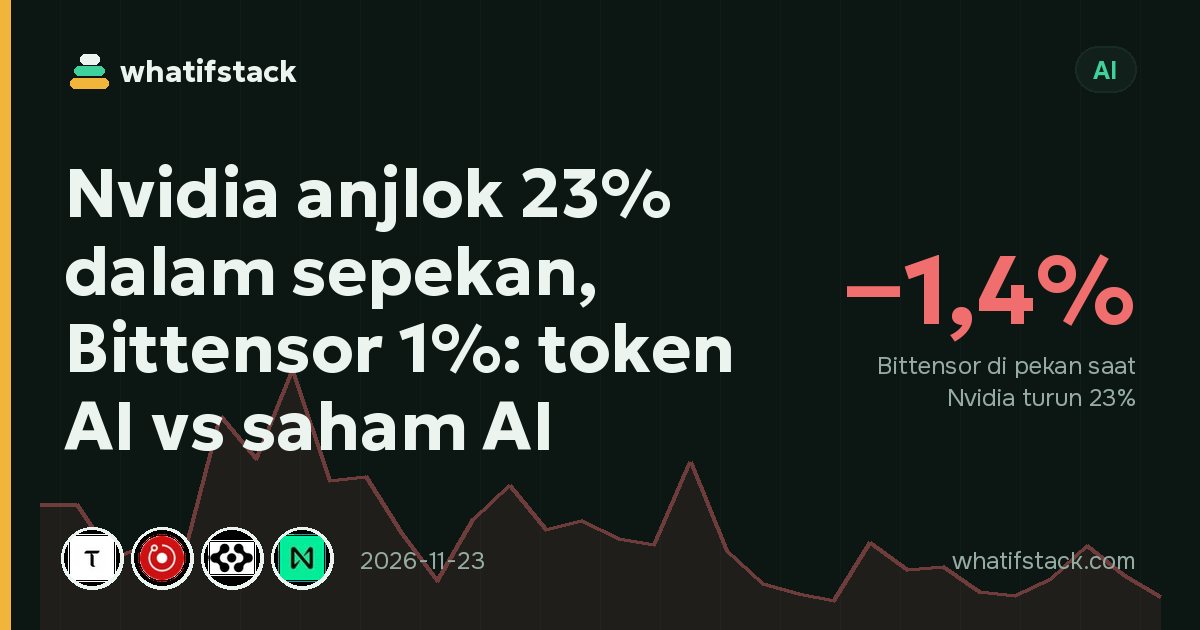 whatifstack
AI
Nvidia anjlok 23%
dalam sepekan,
Bittensor 1%: token
AI vs saham AI
−1,4%
Bittensor di pekan saat
Nvidia turun 23%
τ
2026-11-23
whatifstack.com